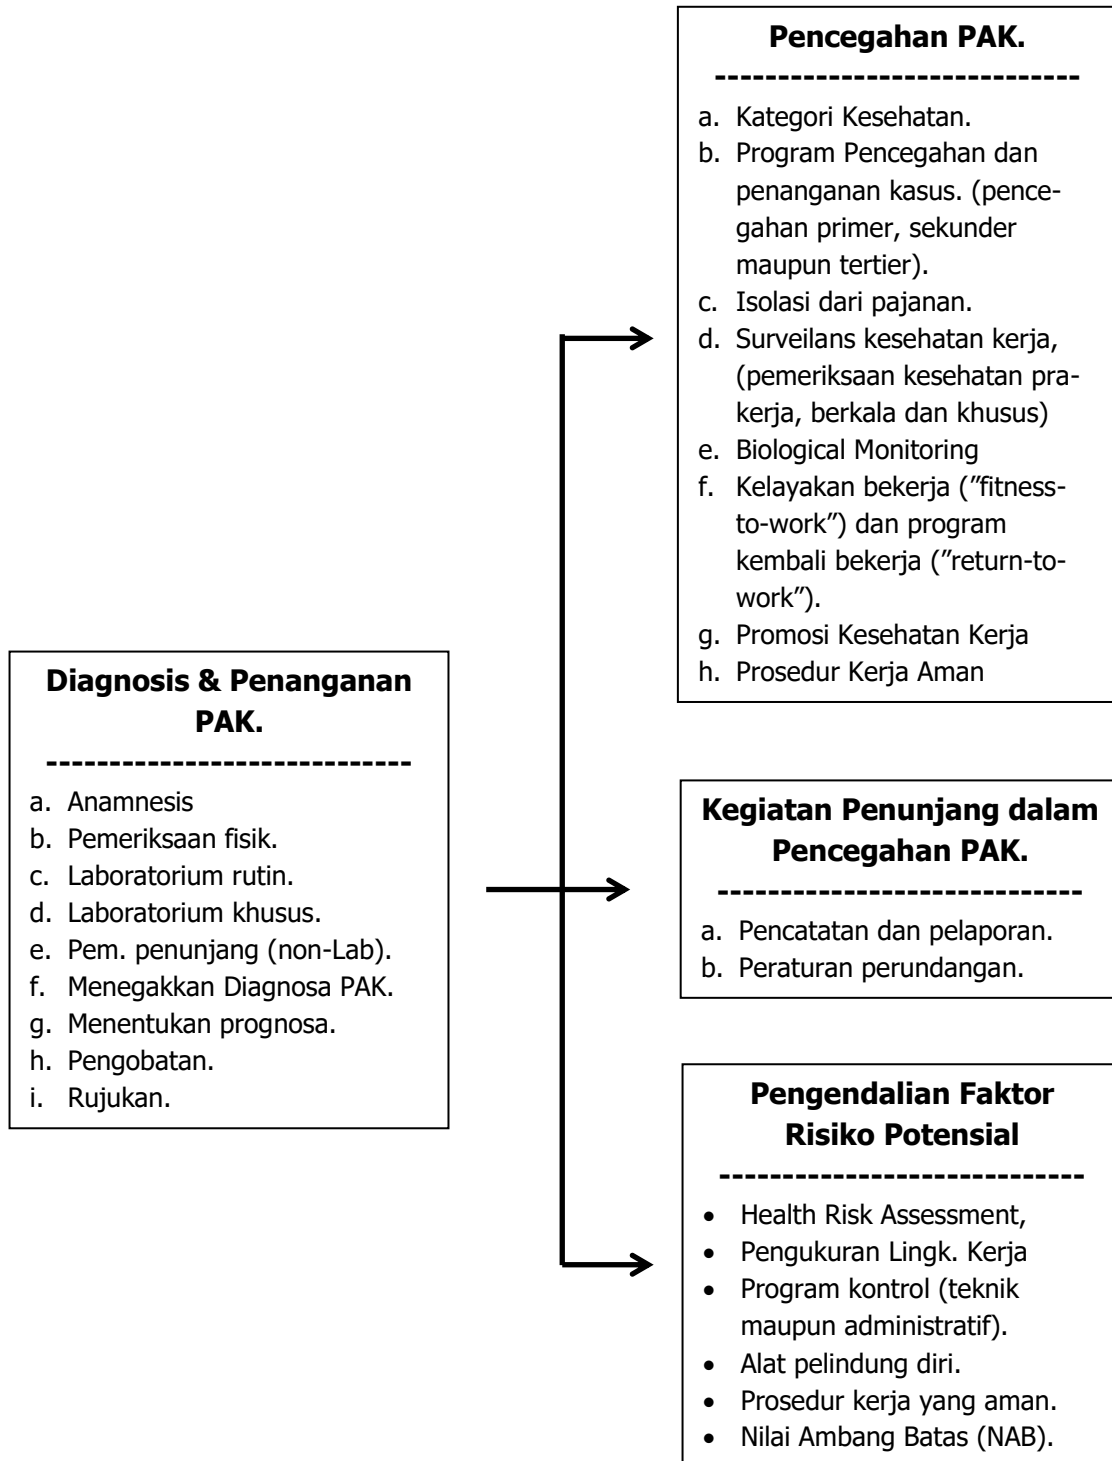 Pencegahan PAK.
-----------------------------
a. Kategori Kesehatan.
b. Program Pencegahan dan
penanganan kasus. (pence-
gahan primer, sekunder
maupun tertier).
c. Isolasi dari pajanan.
d. Surveilans kesehatan kerja,
(pemeriksaan kesehatan pra-
kerja, berkala dan khusus)
e. Biological Monitoring
f. Kelayakan bekerja (”fitness-
to-work”) dan program
kembali bekerja (”return-to-
work”).
g. Promosi Kesehatan Kerja
h. Prosedur Kerja Aman
Diagnosis & Penanganan
PAK.
-----------------------------
a. Anamnesis
b. Pemeriksaan fisik.
c. Laboratorium rutin.
d. Laboratorium khusus.
e. Pem. penunjang (non-Lab).
f. Menegakkan Diagnosa PAK.
g. Menentukan prognosa.
h. Pengobatan.
i. Rujukan.
Kegiatan Penunjang dalam
Pencegahan PAK.
-----------------------------
a. Pencatatan dan pelaporan.
b. Peraturan perundangan.
Pengendalian Faktor
Risiko Potensial
-----------------------------
• Health Risk Assessment,
• Pengukuran Lingk. Kerja
• Program kontrol (teknik
maupun administratif).
• Alat pelindung diri.
• Prosedur kerja yang aman.
• Nilai Ambang Batas (NAB).